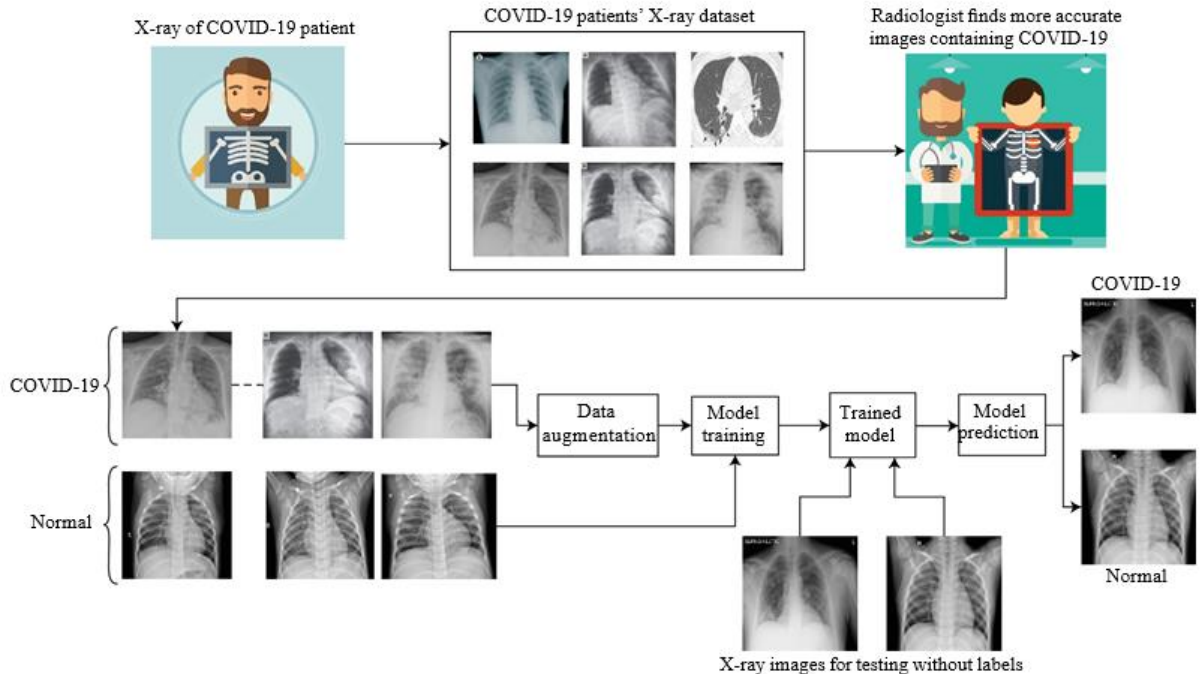 X-ray of COVID-19 patient
COVID-19 patients’ X-ray dataset
Radiologist finds more accurate
images containing COVID-19
COVID-19
COVID-19
Data
augmentation
Model
training
Trained
model
Model
prediction
Normal
Normal
X-ray images for testing without labels